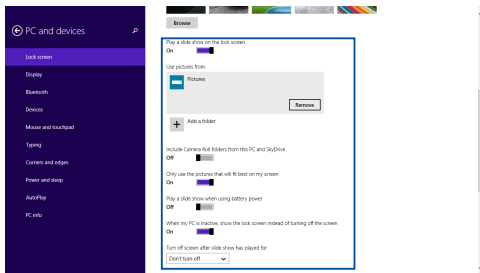 PC and devices
Lock screen
Display
Bluetooth
Devices
Mouse and touchpad
Typing
Corners and edges
Power and sleep
AutoPlay
PC info
Browse
Play a slide show on the lock screen
On
Use pictures from
Pictures
Remove
Add a folder
Include Camera Roll folders from this PC and SkyDrive
Off
Only use the pictures that will fit best on my screen
On
Play a slide show when using battery power
Off
When my PC is inactive, show the lock screen instead of turning off the screen
On
Turn off screen after slide show has played for
Don't turn off